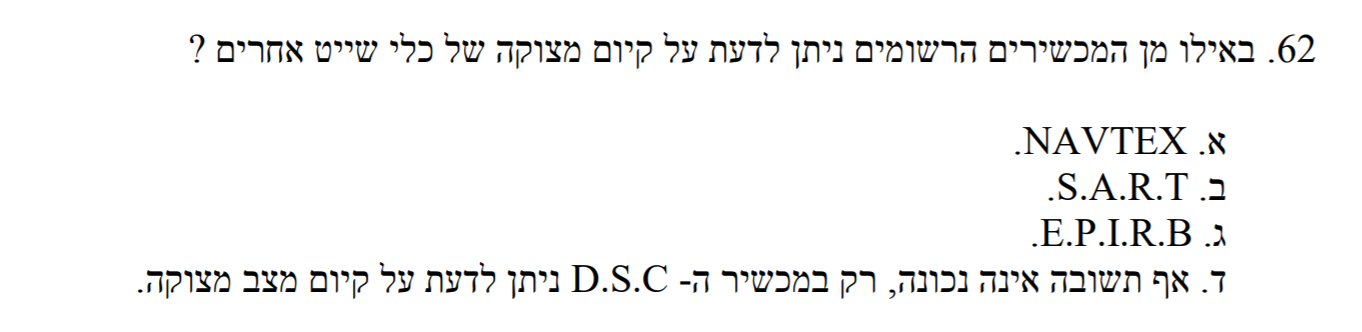 62. באילו מן המכשירים הרשומים ניתן לדעת על קיום מצוקה של כלי שייט אחרים ?
א. NAVTEX.
ב. S.A.R.T.
ג. E.P.I.R.B.
ד. אף תשובה אינה נכונה, רק במכשיר ה- D.S.C ניתן לדעת על קיום מצב מצוקה.